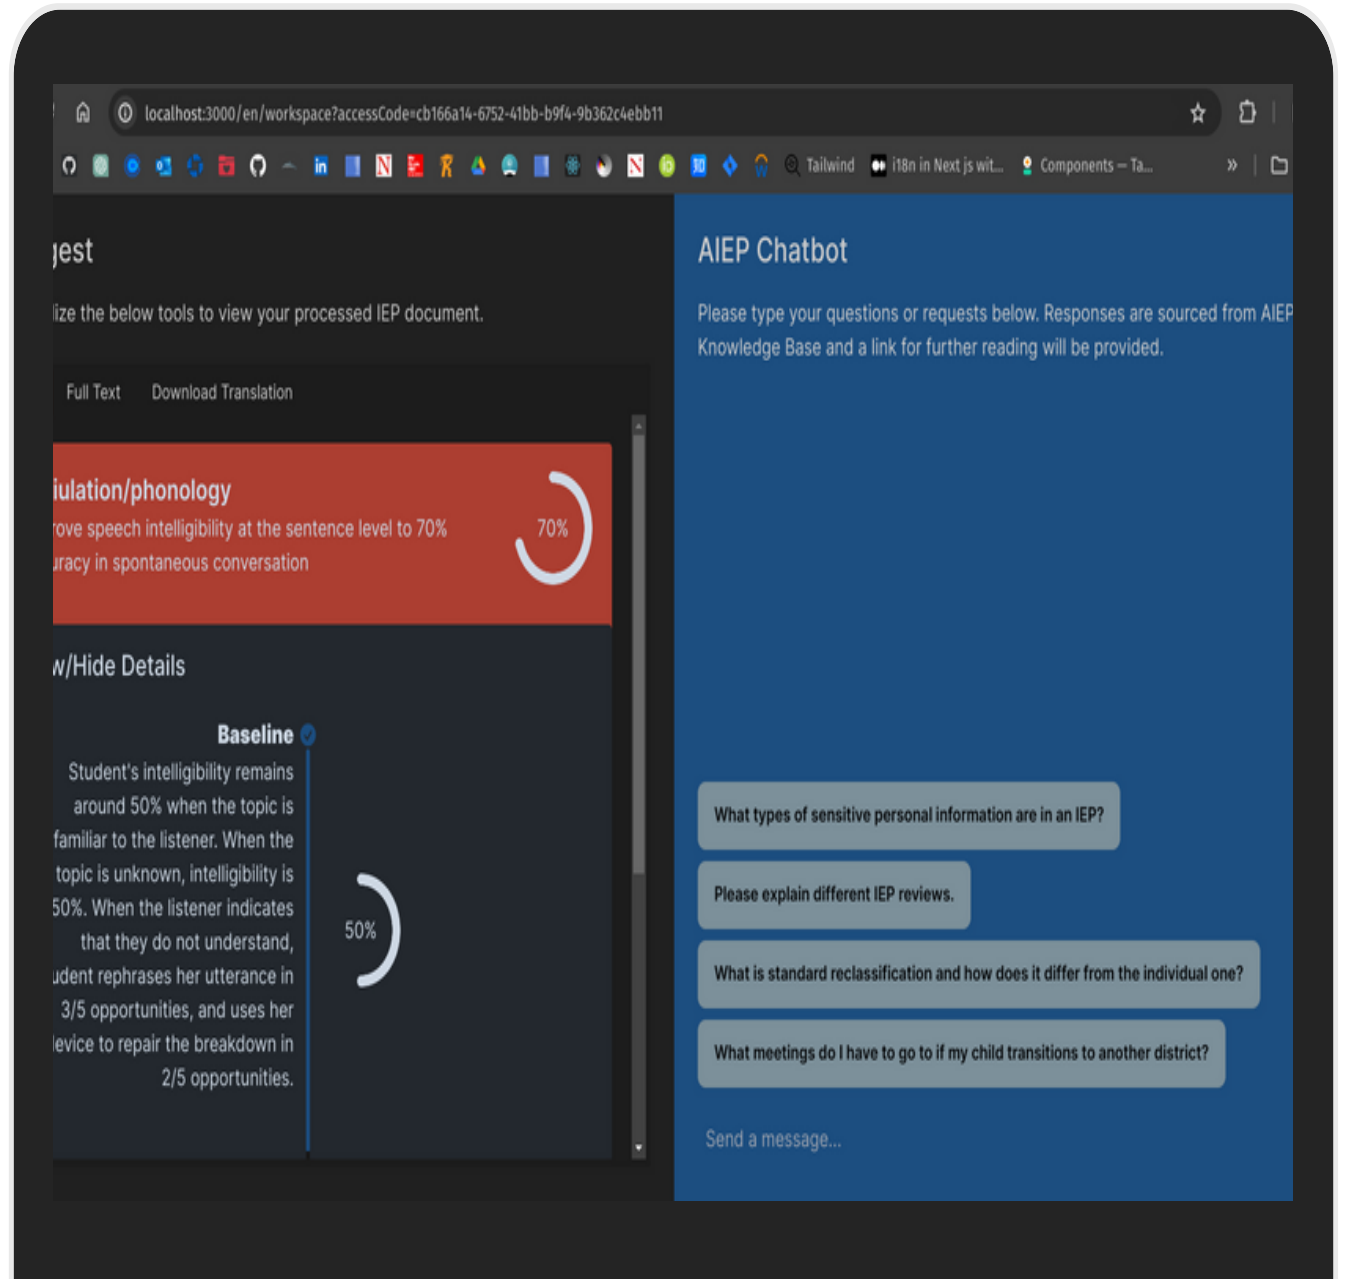 localhost:3000/en/workspace?accessCode=cb166a14-6752-41bb-b9f4-9b362c4ebb11
in
N
N
Tailwind
i18n in Next js wit...
Components — Ta...
»
gest
ize the below tools to view your processed IEP document.
Full Text
Download Translation
iulation/phonology
rove speech intelligibility at the sentence level to 70%
uracy in spontaneous conversation
70%
w/Hide Details
Baseline
Student's intelligibility remains
around 50% when the topic is
familiar to the listener. When the
topic is unknown, intelligibility is
50%. When the listener indicates
that they do not understand,
udent rephrases her utterance in
3/5 opportunities, and uses her
evice to repair the breakdown in
2/5 opportunities.
50%
AIEP Chatbot
Please type your questions or requests below. Responses are sourced from AIEP
Knowledge Base and a link for further reading will be provided.
What types of sensitive personal information are in an IEP?
Please explain different IEP reviews.
What is standard reclassification and how does it differ from the individual one?
What meetings do I have to go to if my child transitions to another district?
Send a message...